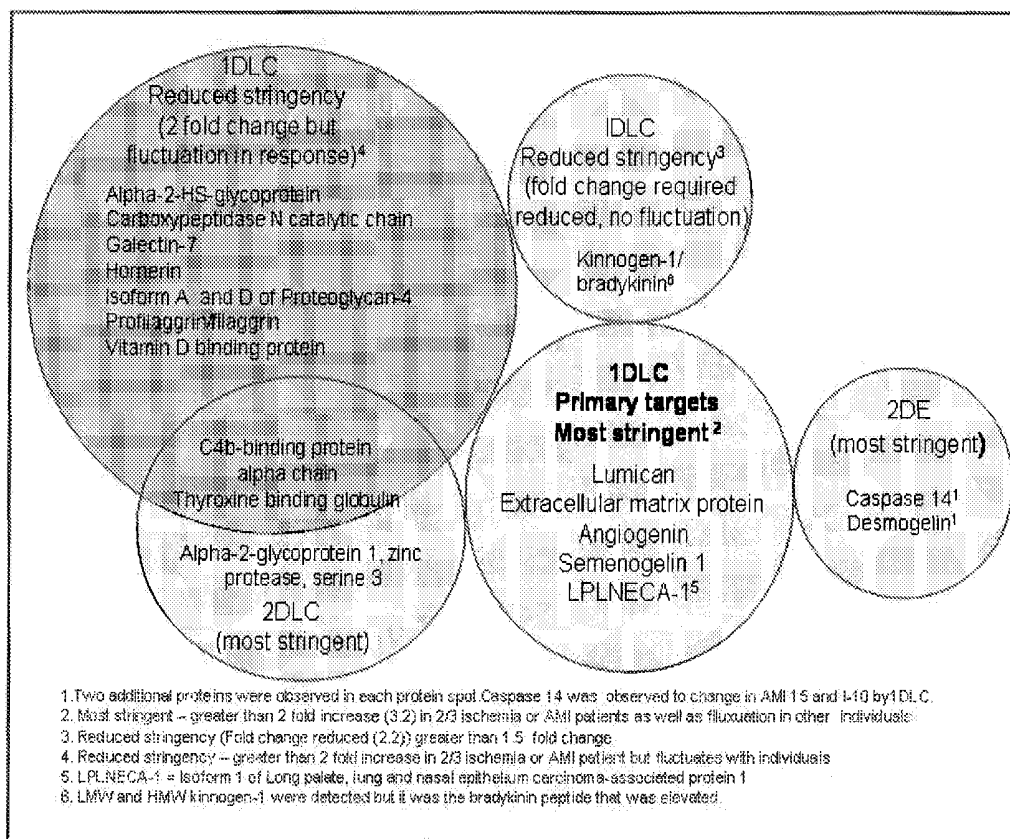 1DLC
Reduced stringency
(2 fold change but
fluctuation in response)4
Alpha-2-HS-glycoprotein
Carboxypeptidase N catalytic chain
Galectin-7
Hornerin
Isoform A and D of Proteoglycan-4
Profilaggrin/filaggrin
Vitamin D binding protein
C4b-binding protein
alpha chain
Thyroxine binding globulin
Alpha-2-glycoprotein 1, zinc
protease, serine 3
2DLC
(most stringent)
IDLC
Reduced stringency3
(fold change required
reduced, no fluctuation)
Kinnogen-1/
bradykinin6
1DLC
Primary targets
Most stringent 2
Lumican
Extracellular matrix protein
Angiogenin
Semenogelin 1
LPLNECA-15
2DE
(most stringent)
Caspase 141
Desmogelin1
1.Two additional proteins were observed in each protein spot.Caspase 14 was observed to change in AMI 15 and I-10 by1DLC.
2. Most stringent – greater than 2 fold increase (3.2) in 2/3 ischemia or AMI patients as well as fluxuation in other individuals
3. Reduced stringency (Fold change reduced (2.2)) greater than 1.5 fold change
4. Reduced stringency – greater than 2 fold increase in 2/3 ischemia or AMI patient but fluctuates with individuals
5. LPLNECA-1 = Isoform 1 of Long palate, lung and nasal epithelium carcinoma-associated protein 1
6. LMW and HMW kinnogen-1 were detected but it was the bradykinin peptide that was elevated.